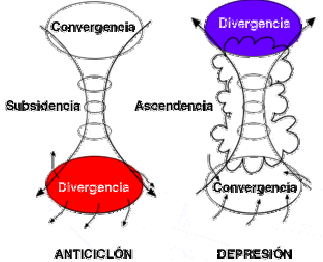 Convergencia
Divergencia
Subsidencia
Ascendencia
Divergencia
Convergencia
ANTICICLÓN
DEPRESIÓN